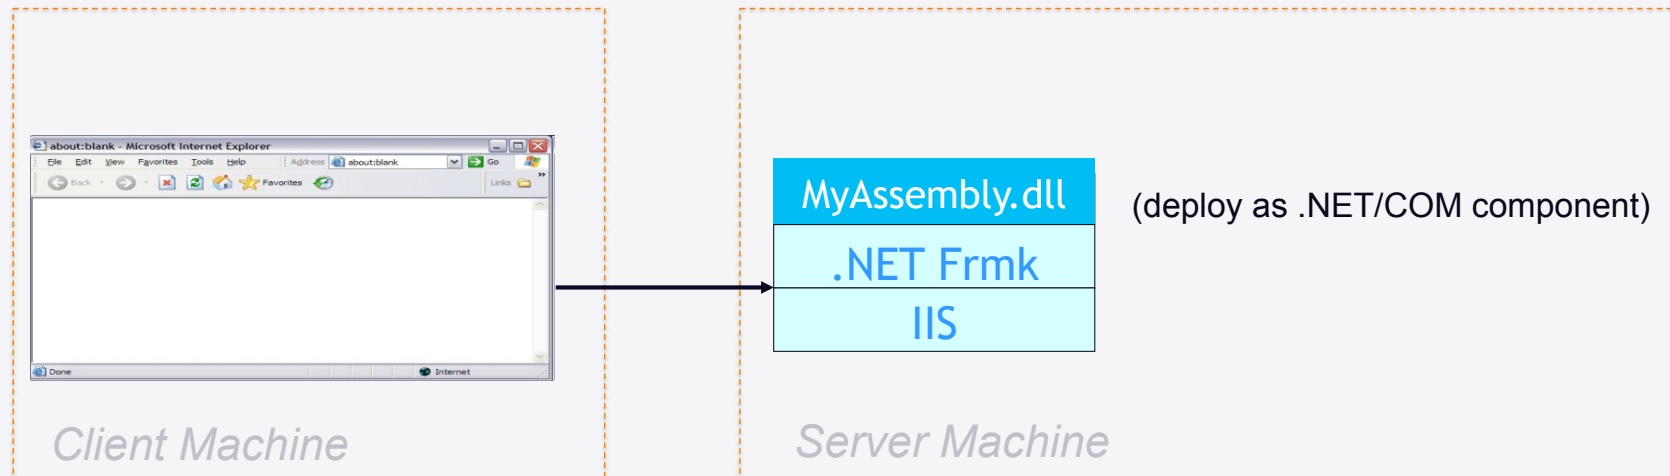 about:blank - Microsoft Internet Explorer
File Edit View Favorites Tools Help Address about:blank Go
Back Favorites Links »
Done Internet
Client Machine
MyAssembly.dll
.NET Frmk
IIS
(deploy as .NET/COM component)
Server Machine